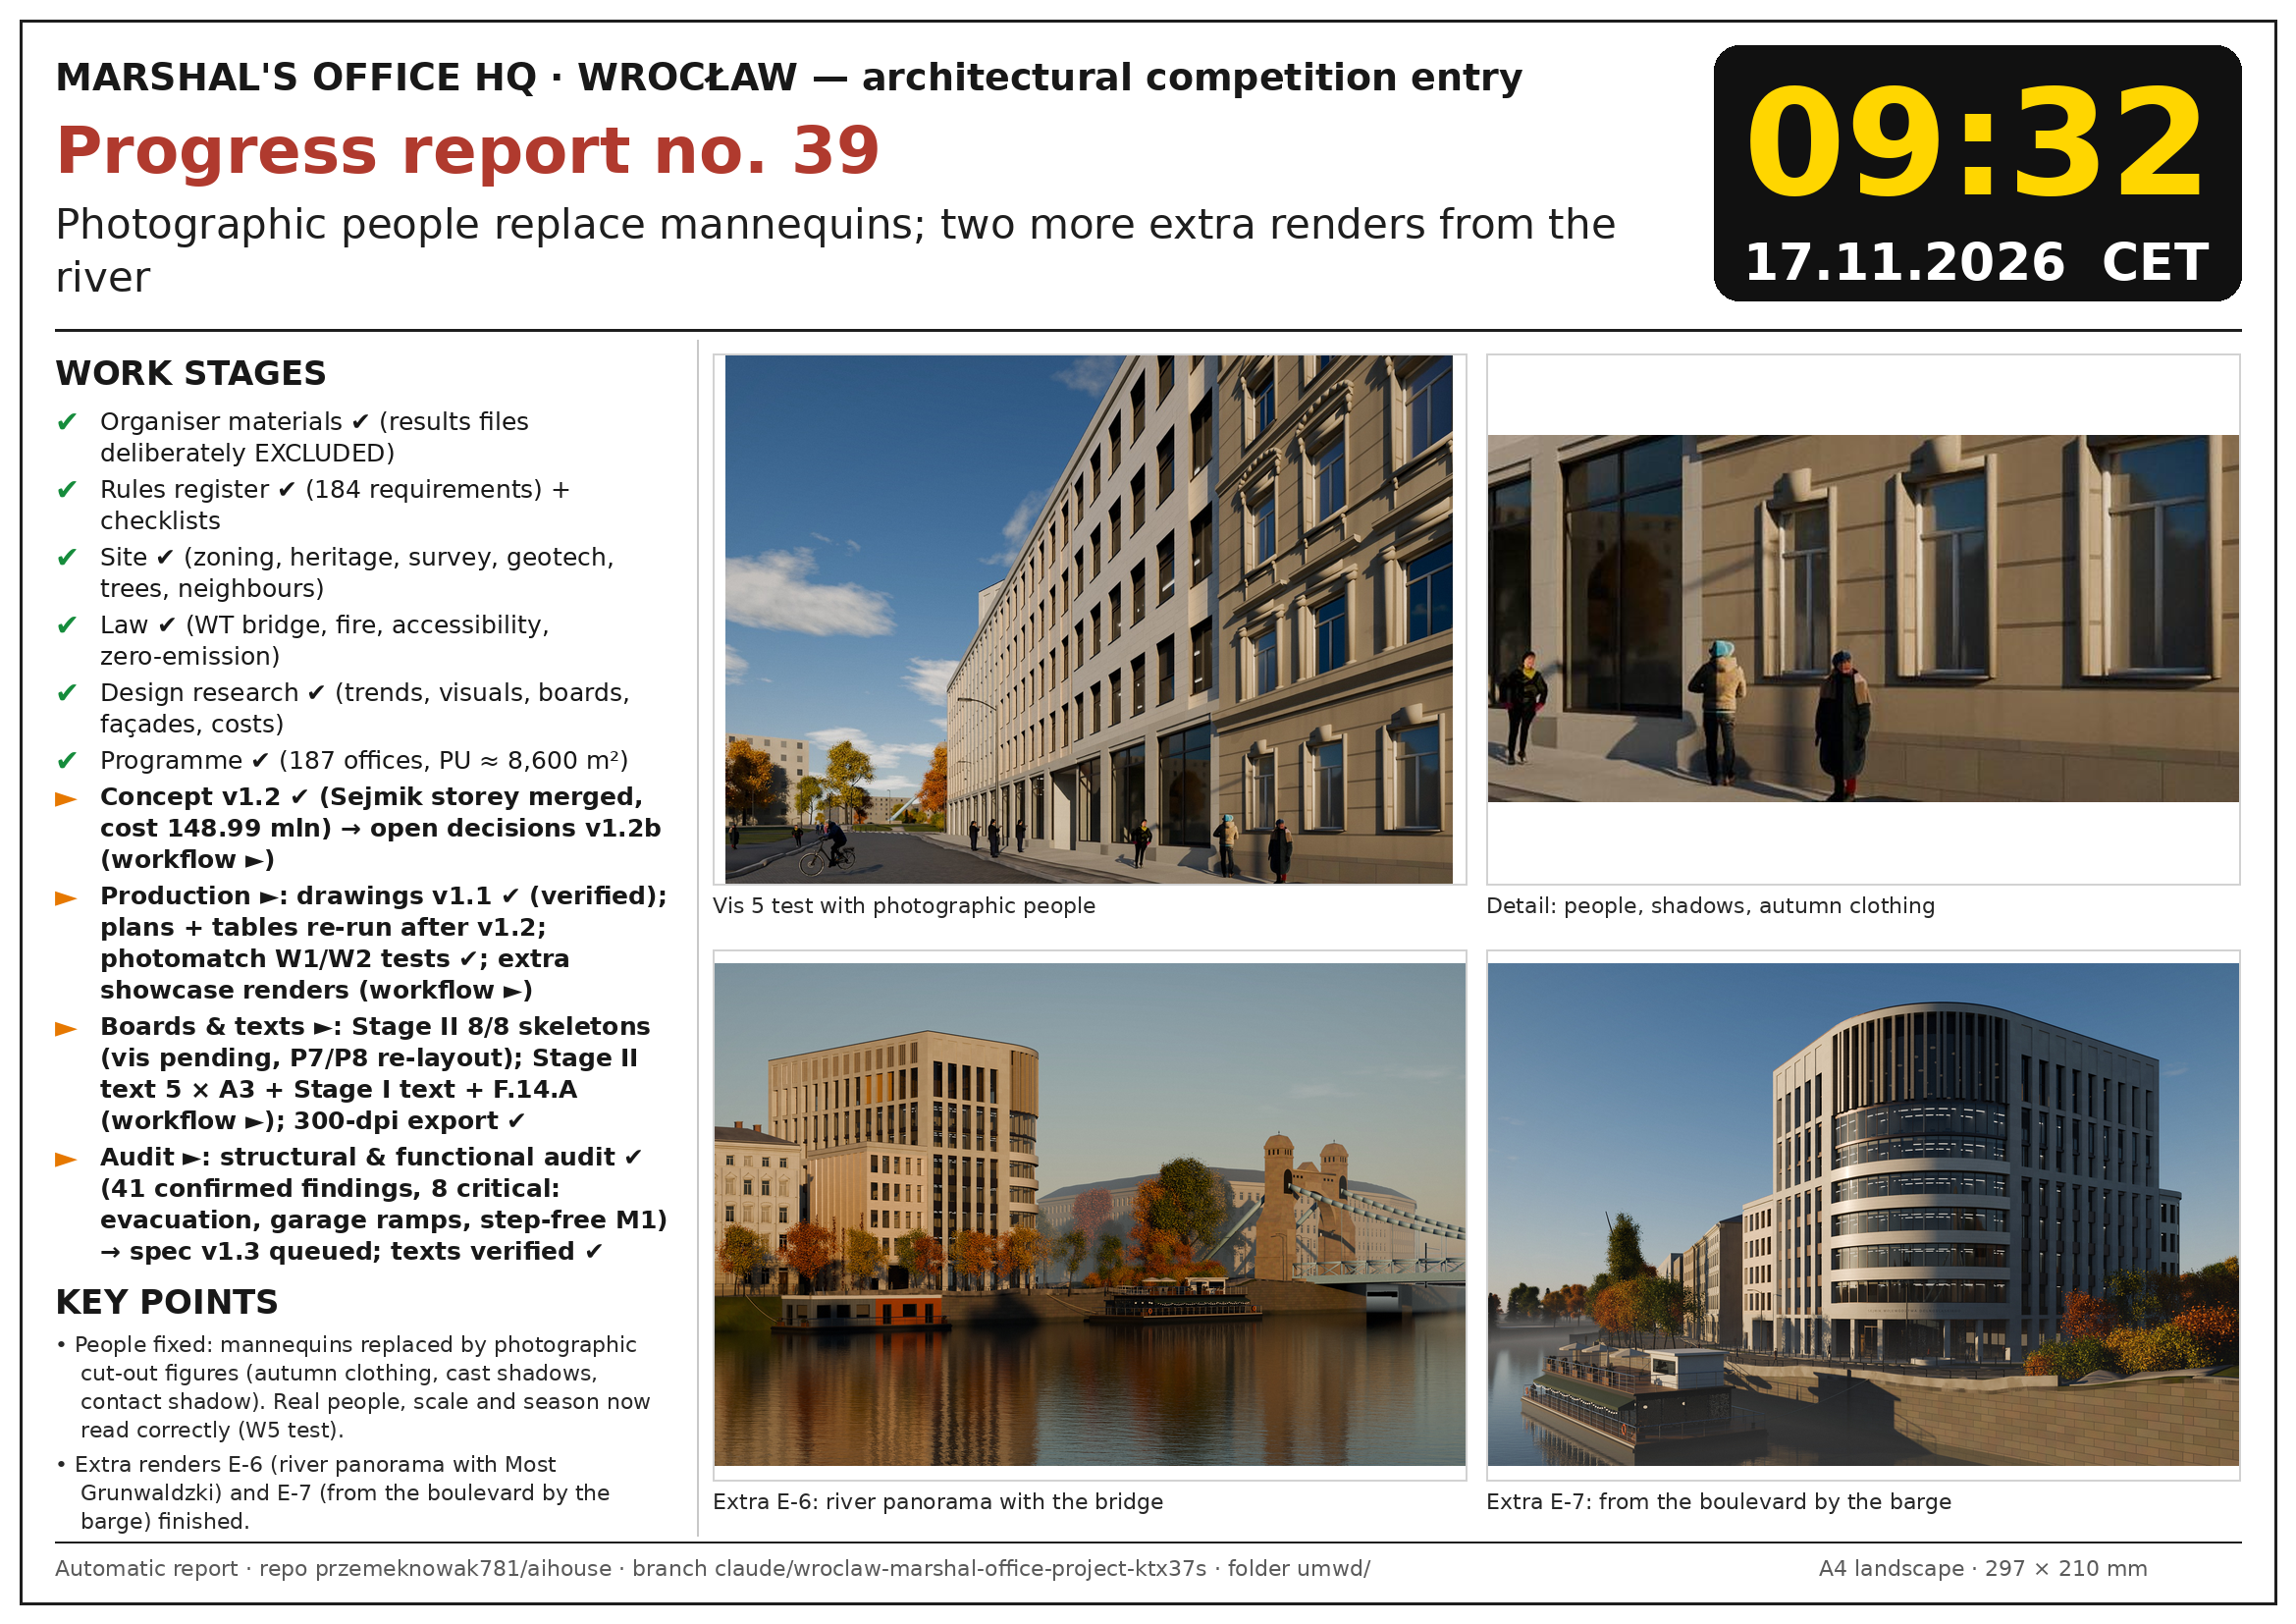 MARSHAL'S OFFICE HQ · WROCŁAW — architectural competition entry
Progress report no. 39
Photographic people replace mannequins; two more extra renders from the
river
09:32
17.11.2026 CET
WORK STAGES
✔ Organiser materials ✔ (results files
deliberately EXCLUDED)
✔ Rules register ✔ (184 requirements) +
checklists
✔ Site ✔ (zoning, heritage, survey, geotech,
trees, neighbours)
✔ Law ✔ (WT bridge, fire, accessibility,
zero-emission)
✔ Design research ✔ (trends, visuals, boards,
façades, costs)
✔ Programme ✔ (187 offices, PU ≈ 8,600 m²)
► Concept v1.2 ✔ (Sejmik storey merged,
cost 148.99 mln) → open decisions v1.2b
(workflow ►)
► Production ►: drawings v1.1 ✔ (verified);
plans + tables re-run after v1.2;
photomatch W1/W2 tests ✔; extra
showcase renders (workflow ►)
► Boards & texts ►: Stage II 8/8 skeletons
(vis pending, P7/P8 re-layout); Stage II
text 5 × A3 + Stage I text + F.14.A
(workflow ►); 300-dpi export ✔
► Audit ►: structural & functional audit ✔
(41 confirmed findings, 8 critical:
evacuation, garage ramps, step-free M1)
→ spec v1.3 queued; texts verified ✔
KEY POINTS
• People fixed: mannequins replaced by photographic
cut-out figures (autumn clothing, cast shadows,
contact shadow). Real people, scale and season now
read correctly (W5 test).
• Extra renders E-6 (river panorama with Most
Grunwaldzki) and E-7 (from the boulevard by the
barge) finished.
Vis 5 test with photographic people
Detail: people, shadows, autumn clothing
Extra E-6: river panorama with the bridge
Extra E-7: from the boulevard by the barge
Automatic report · repo przemeknowak781/aihouse · branch claude/wroclaw-marshal-office-project-ktx37s · folder umwd/
A4 landscape · 297 × 210 mm